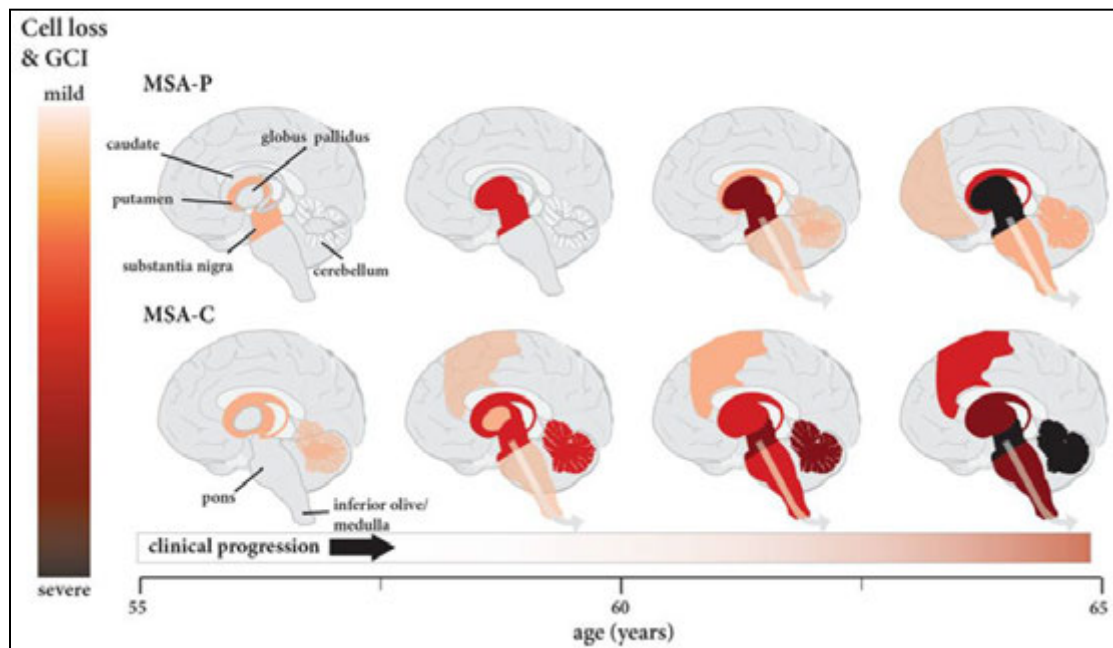 Cell loss
& GCI
mild
MSA-P
caudate
globus pallidus
putamen
substantia nigra
cerebellum
MSA-C
pons
inferior olive/
medulla
clinical progression
severe
55
60
65
age (years)